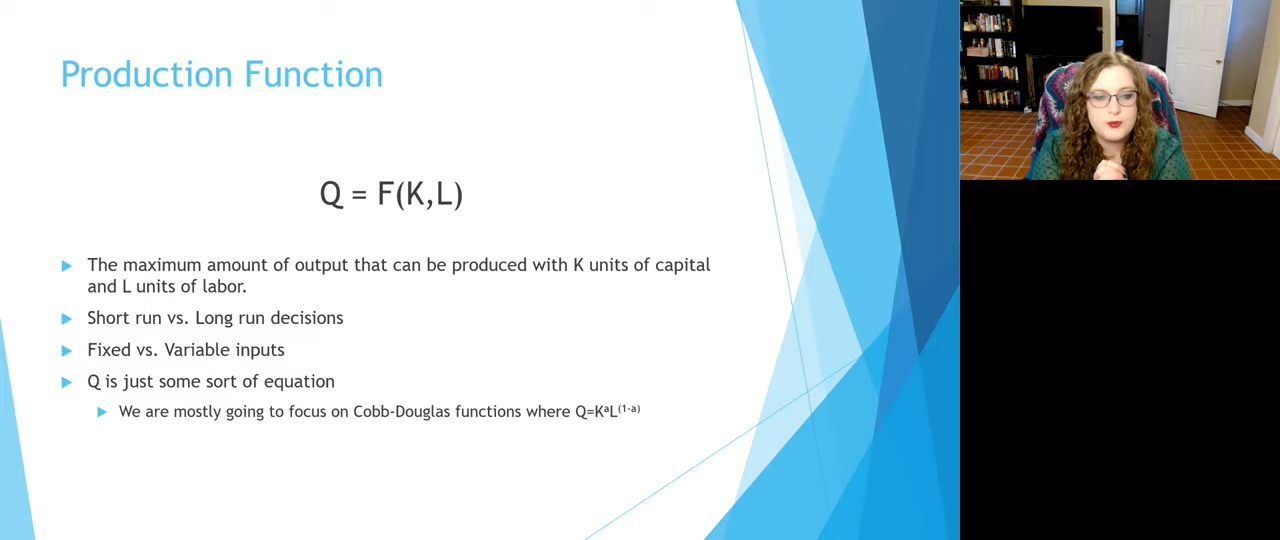 Production Function
Q = F(K,L)
The maximum amount of output that can be produced with K units of capital
and L units of labor.
Short run vs. Long run decisions
Fixed vs. Variable inputs
Q is just some sort of equation
We are mostly going to focus on Cobb-Douglas functions where Q=KᵃL⁽¹⁻ᵃ⁾